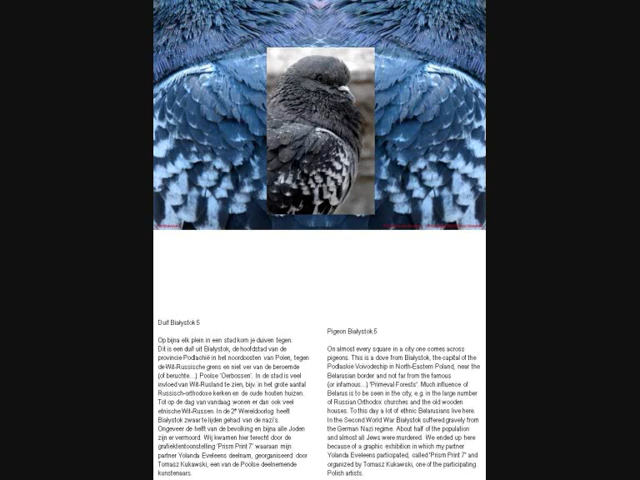 Duif Białystok 5
Op bijna elk plein in een stad kom je duiven tegen.
Dit is een duif uit Białystok, de hoofdstad van de
provincie Podlachië in het noordoosten van Polen, tegen
de Wit-Russische grens en niet ver van de beroemde
(of beruchte...) Poolse 'Oerbossen'. In de stad is veel
invloed van Wit-Rusland te zien, bijv. in het grote aantal
Russisch-orthodoxe kerken en de oude houten huizen.
Tot op de dag van vandaag wonen er dan ook veel
etnische Wit-Russen. In de 2e Wereldoorlog heeft
Białystok zwaar te lijden gehad van de nazi's.
Ongeveer de helft van de bevolking en bijna alle Joden
zijn er vermoord. Wij kwamen hier terecht door de
grafiektentoonstelling 'Prism Print 7' waaraan mijn
partner Yolanda Eveleens deelnam, georganiseerd door
Tomasz Kukawski, een van de Poolse deelnemende
kunstenaars.
Pigeon Białystok 5
On almost every square in a city one comes across
pigeons. This is a dove from Białystok, the capital of the
Podlaskie Voivodeship in North-Eastern Poland, near the
Belarasian border and not far from the famous
(or infamous...) 'Primeval Forests'. Much influence of
Belarus is to be seen in the city, e.g. in the large number
of Russian Orthodox churches and the old wooden
houses. To this day a lot of ethnic Belarusians live here.
In the Second World War Białystok suffered gravely from
the German Nazi regime. About half of the population
and almost all Jews were murdered. We ended up here
because of a graphic exhibition in which my partner
Yolanda Eveleens participated, called 'Prism Print 7" and
organized by Tomasz Kukawski, one of the participating
Polish artists.